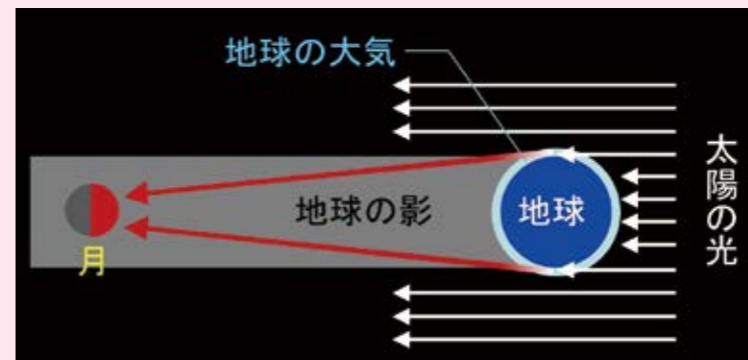 地球の大気
地球の影
地球
月
太陽の光